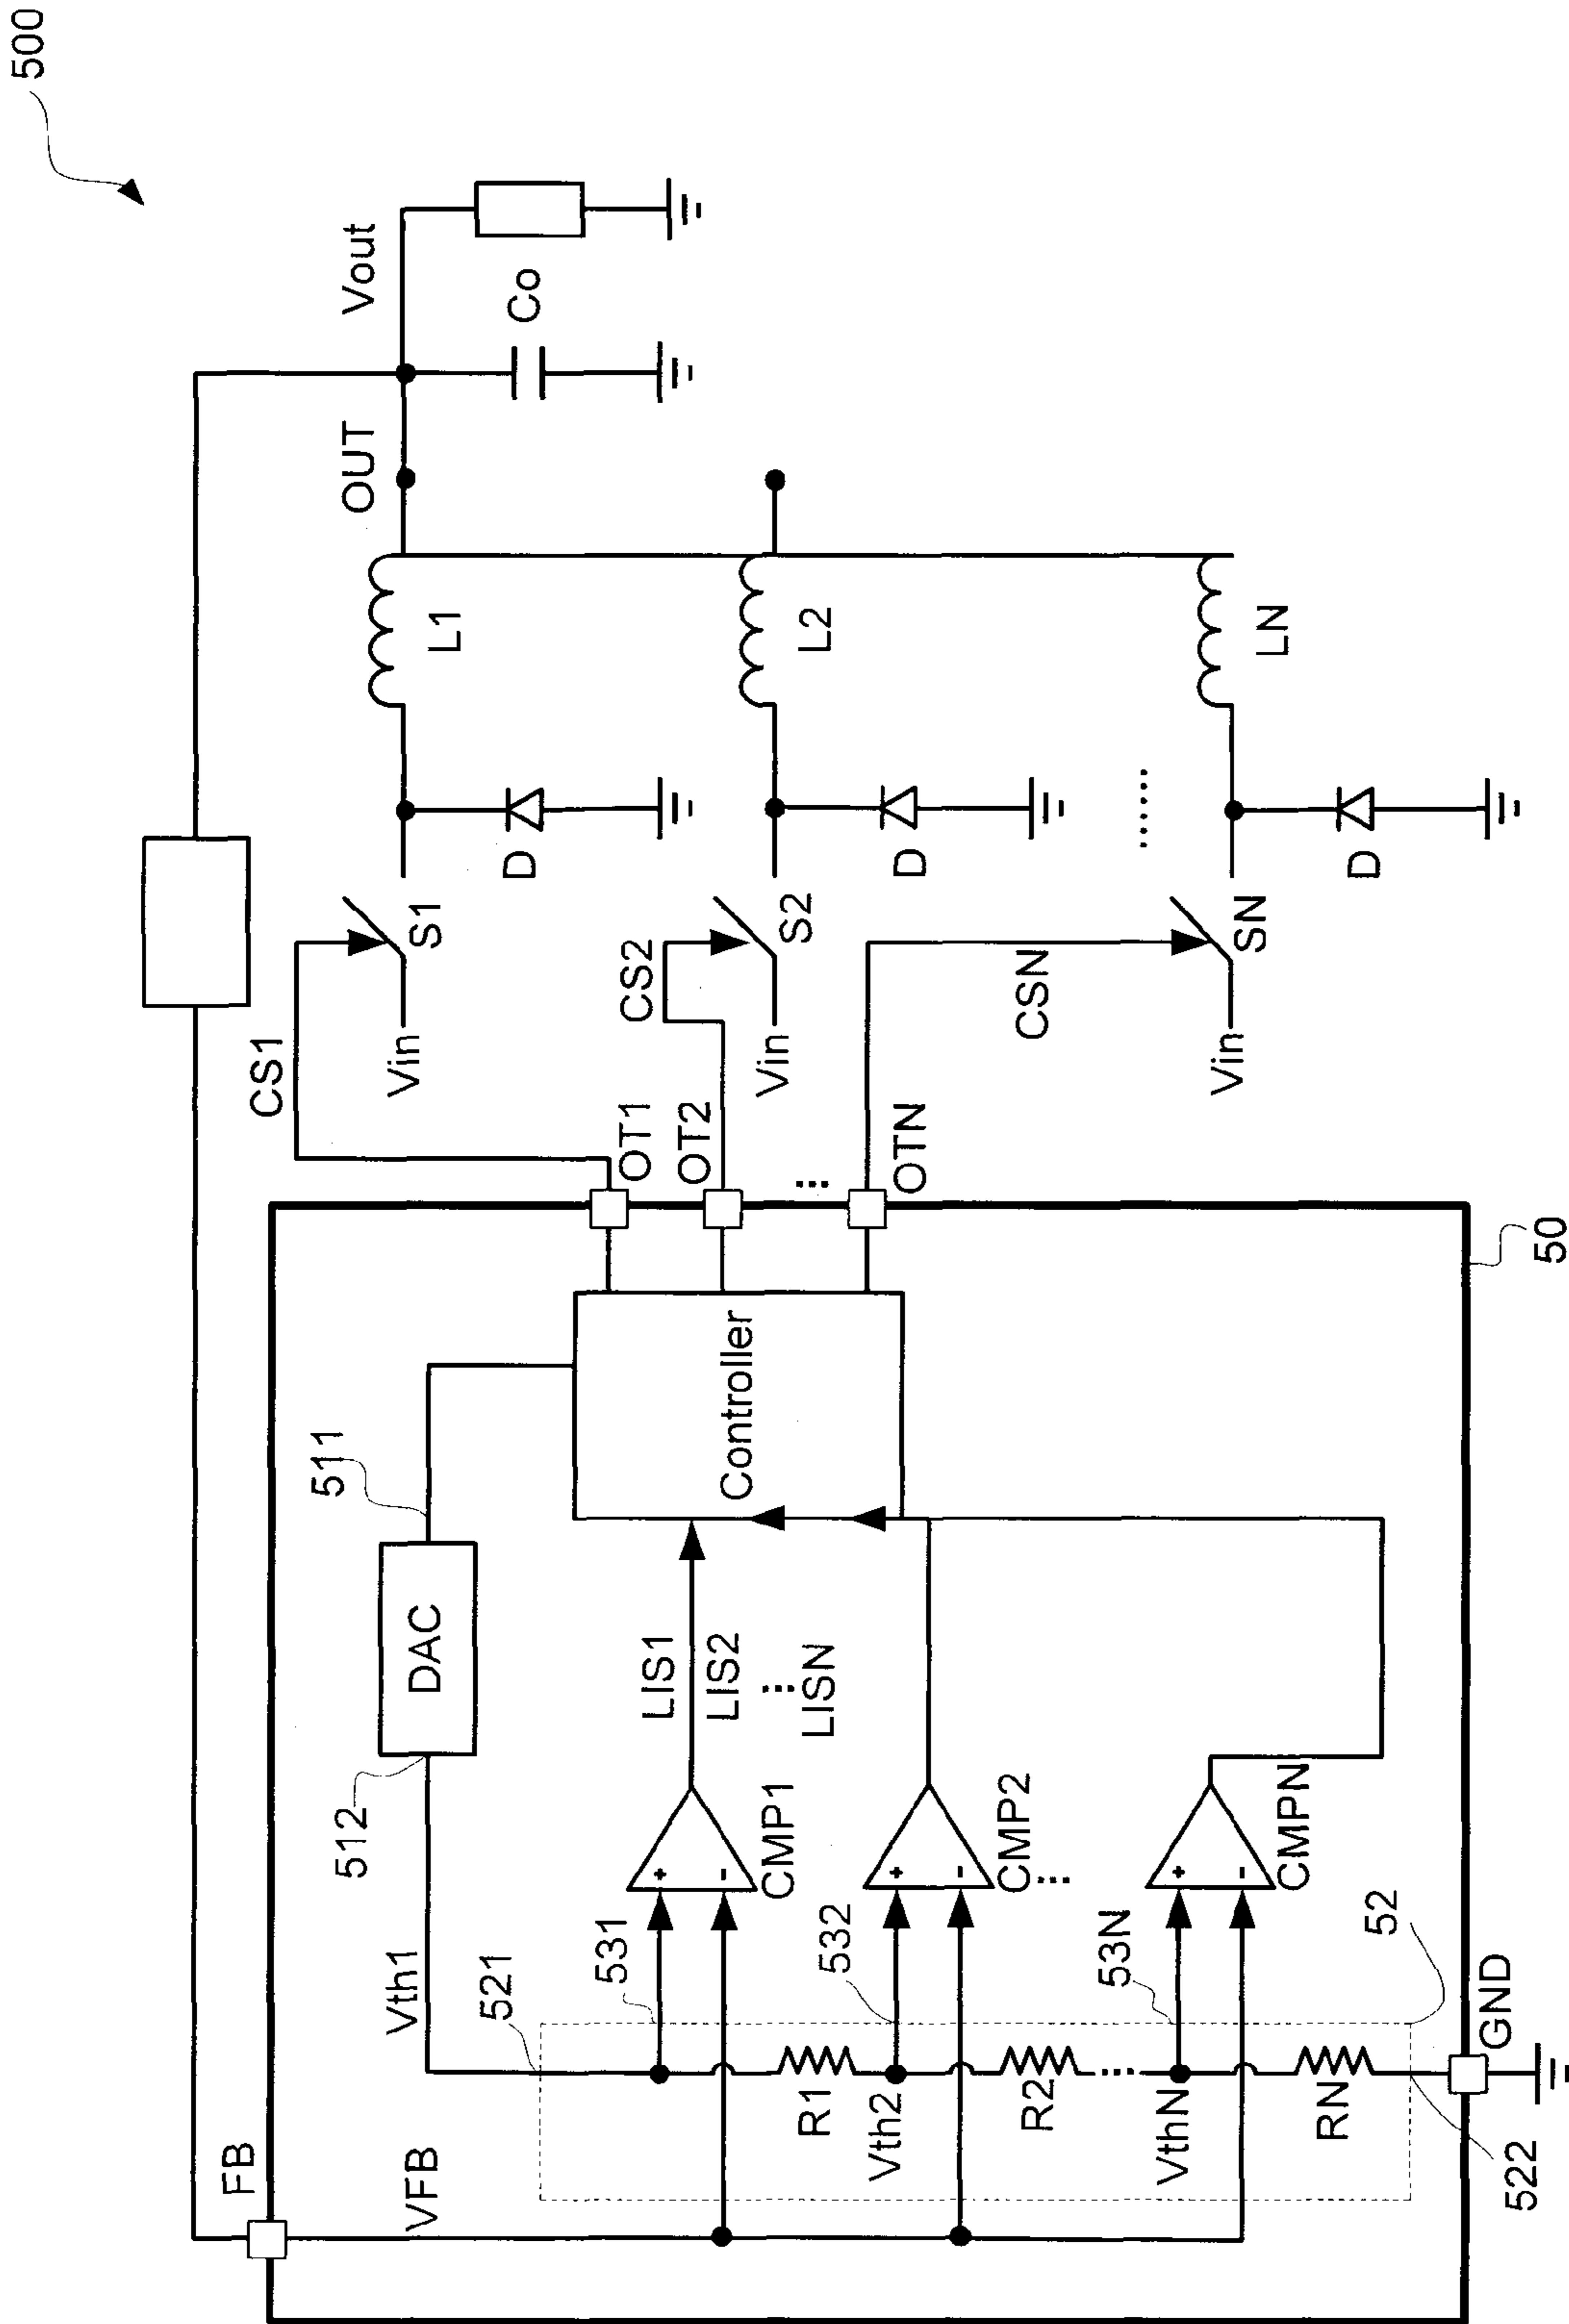 500
Vout
Co
OUT
L1
L2
LN
D
D
D
......
S1
S2
SN
CS1
CS2
CSN
Vin
Vin
Vin
OT1
OT2
...
OTN
50
Controller
511
DAC
512
LIS1
LIS2
...
LISN
CMP1
CMP2
...
CMPN
+
-
+
-
+
-
Vth1
521
531
532
53N
52
R1
Vth2
R2
...
VthN
RN
GND
522
FB
VFB